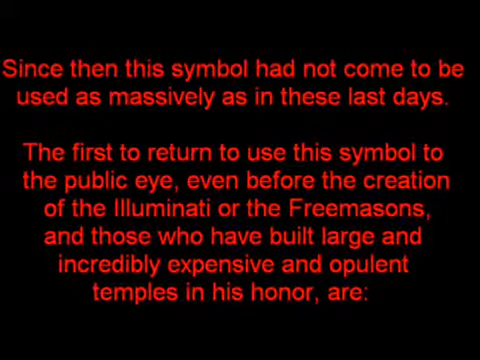 Since then this symbol had not come to be
used as massively as in these last days.
The first to return to use this symbol to
the public eye, even before the creation
of the Illuminati or the Freemasons,
and those who have built large and
incredibly expensive and opulent
temples in his honor, are: